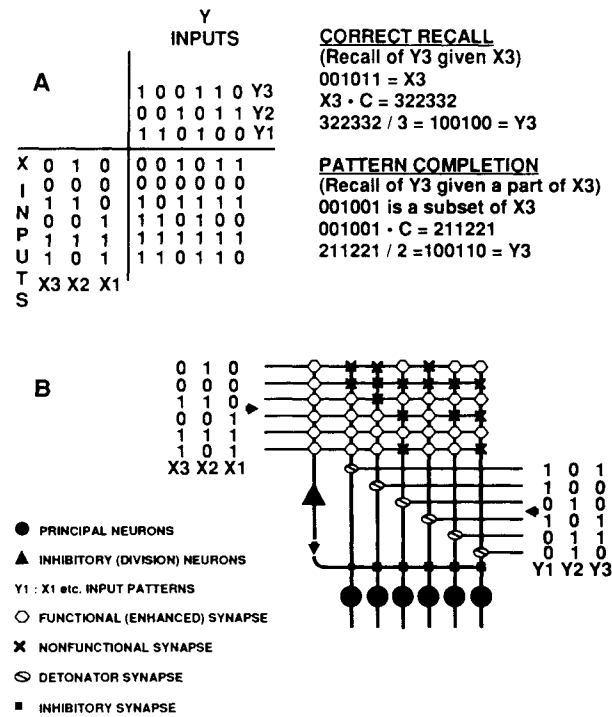 Y
INPUTS
A
1 0 0 1 1 0 Y3
0 0 1 0 1 1 Y2
1 1 0 1 0 0 Y1
X INPUTS
0 1 0 0 0 1 0 1 1
0 0 0 0 0 0 0 0 0
1 1 0 1 0 1 1 1 1
0 0 1 1 1 0 1 0 0
1 1 1 1 1 1 1 1 1
1 0 1 1 1 0 1 1 0
X3 X2 X1
CORRECT RECALL
(Recall of Y3 given X3)
001011 = X3
X3 · C = 322332
322332 / 3 = 100100 = Y3
PATTERN COMPLETION
(Recall of Y3 given a part of X3)
001001 is a subset of X3
001001 · C = 211221
211221 / 2 =100110 = Y3
B
0 1 0
0 0 0
1 1 0
0 0 1
1 1 1
1 0 1
X3 X2 X1
1 0 1
1 0 0
0 1 0
1 0 1
0 1 1
0 1 0
Y1 Y2 Y3
PRINCIPAL NEURONS
INHIBITORY (DIVISION) NEURONS
Y1 : X1 etc. INPUT PATTERNS
FUNCTIONAL (ENHANCED) SYNAPSE
NONFUNCTIONAL SYNAPSE
DETONATOR SYNAPSE
INHIBITORY SYNAPSE